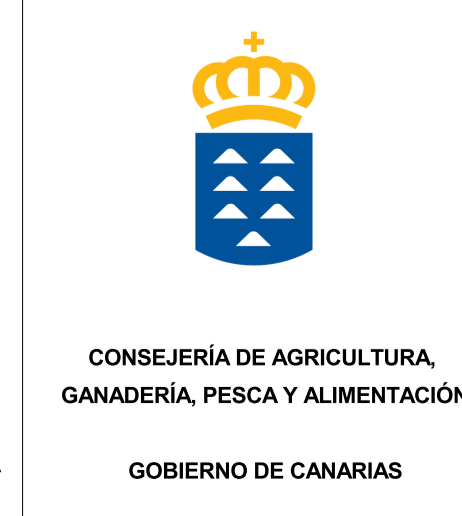 CONSEJERÍA DE AGRICULTURA,
GANADERÍA, PESCA Y ALIMENTACIÓN
GOBIERNO DE CANARIAS